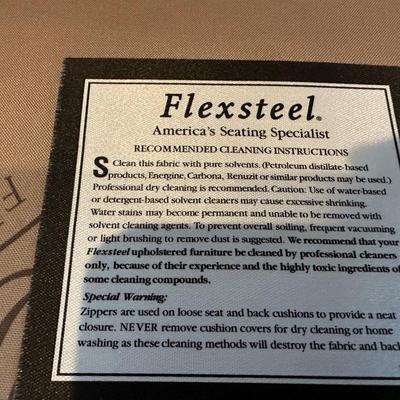 Flexsteel®
America's Seating Specialist
RECOMMENDED CLEANING INSTRUCTIONS
S Clean this fabric with pure solvents. (Petroleum distillate-based
products, Energine, Carbona, Renuzit or similar products may be used.)
Professional dry cleaning is recommended. Caution: Use of water-based
or detergent-based solvent cleaners may cause excessive shrinking.
Water stains may become permanent and unable to be removed with
solvent cleaning agents. To prevent overall soiling, frequent vacuuming
or light brushing to remove dust is suggested. We recommend that your
Flexsteel upholstered furniture be cleaned by professional cleaners
only, because of their experience and the highly toxic ingredients of
some cleaning compounds.
Special Warning:
Zippers are used on loose seat and back cushions to provide a neat
closure. NEVER remove cushion covers for dry cleaning or home
washing as these cleaning methods will destroy the fabric and back